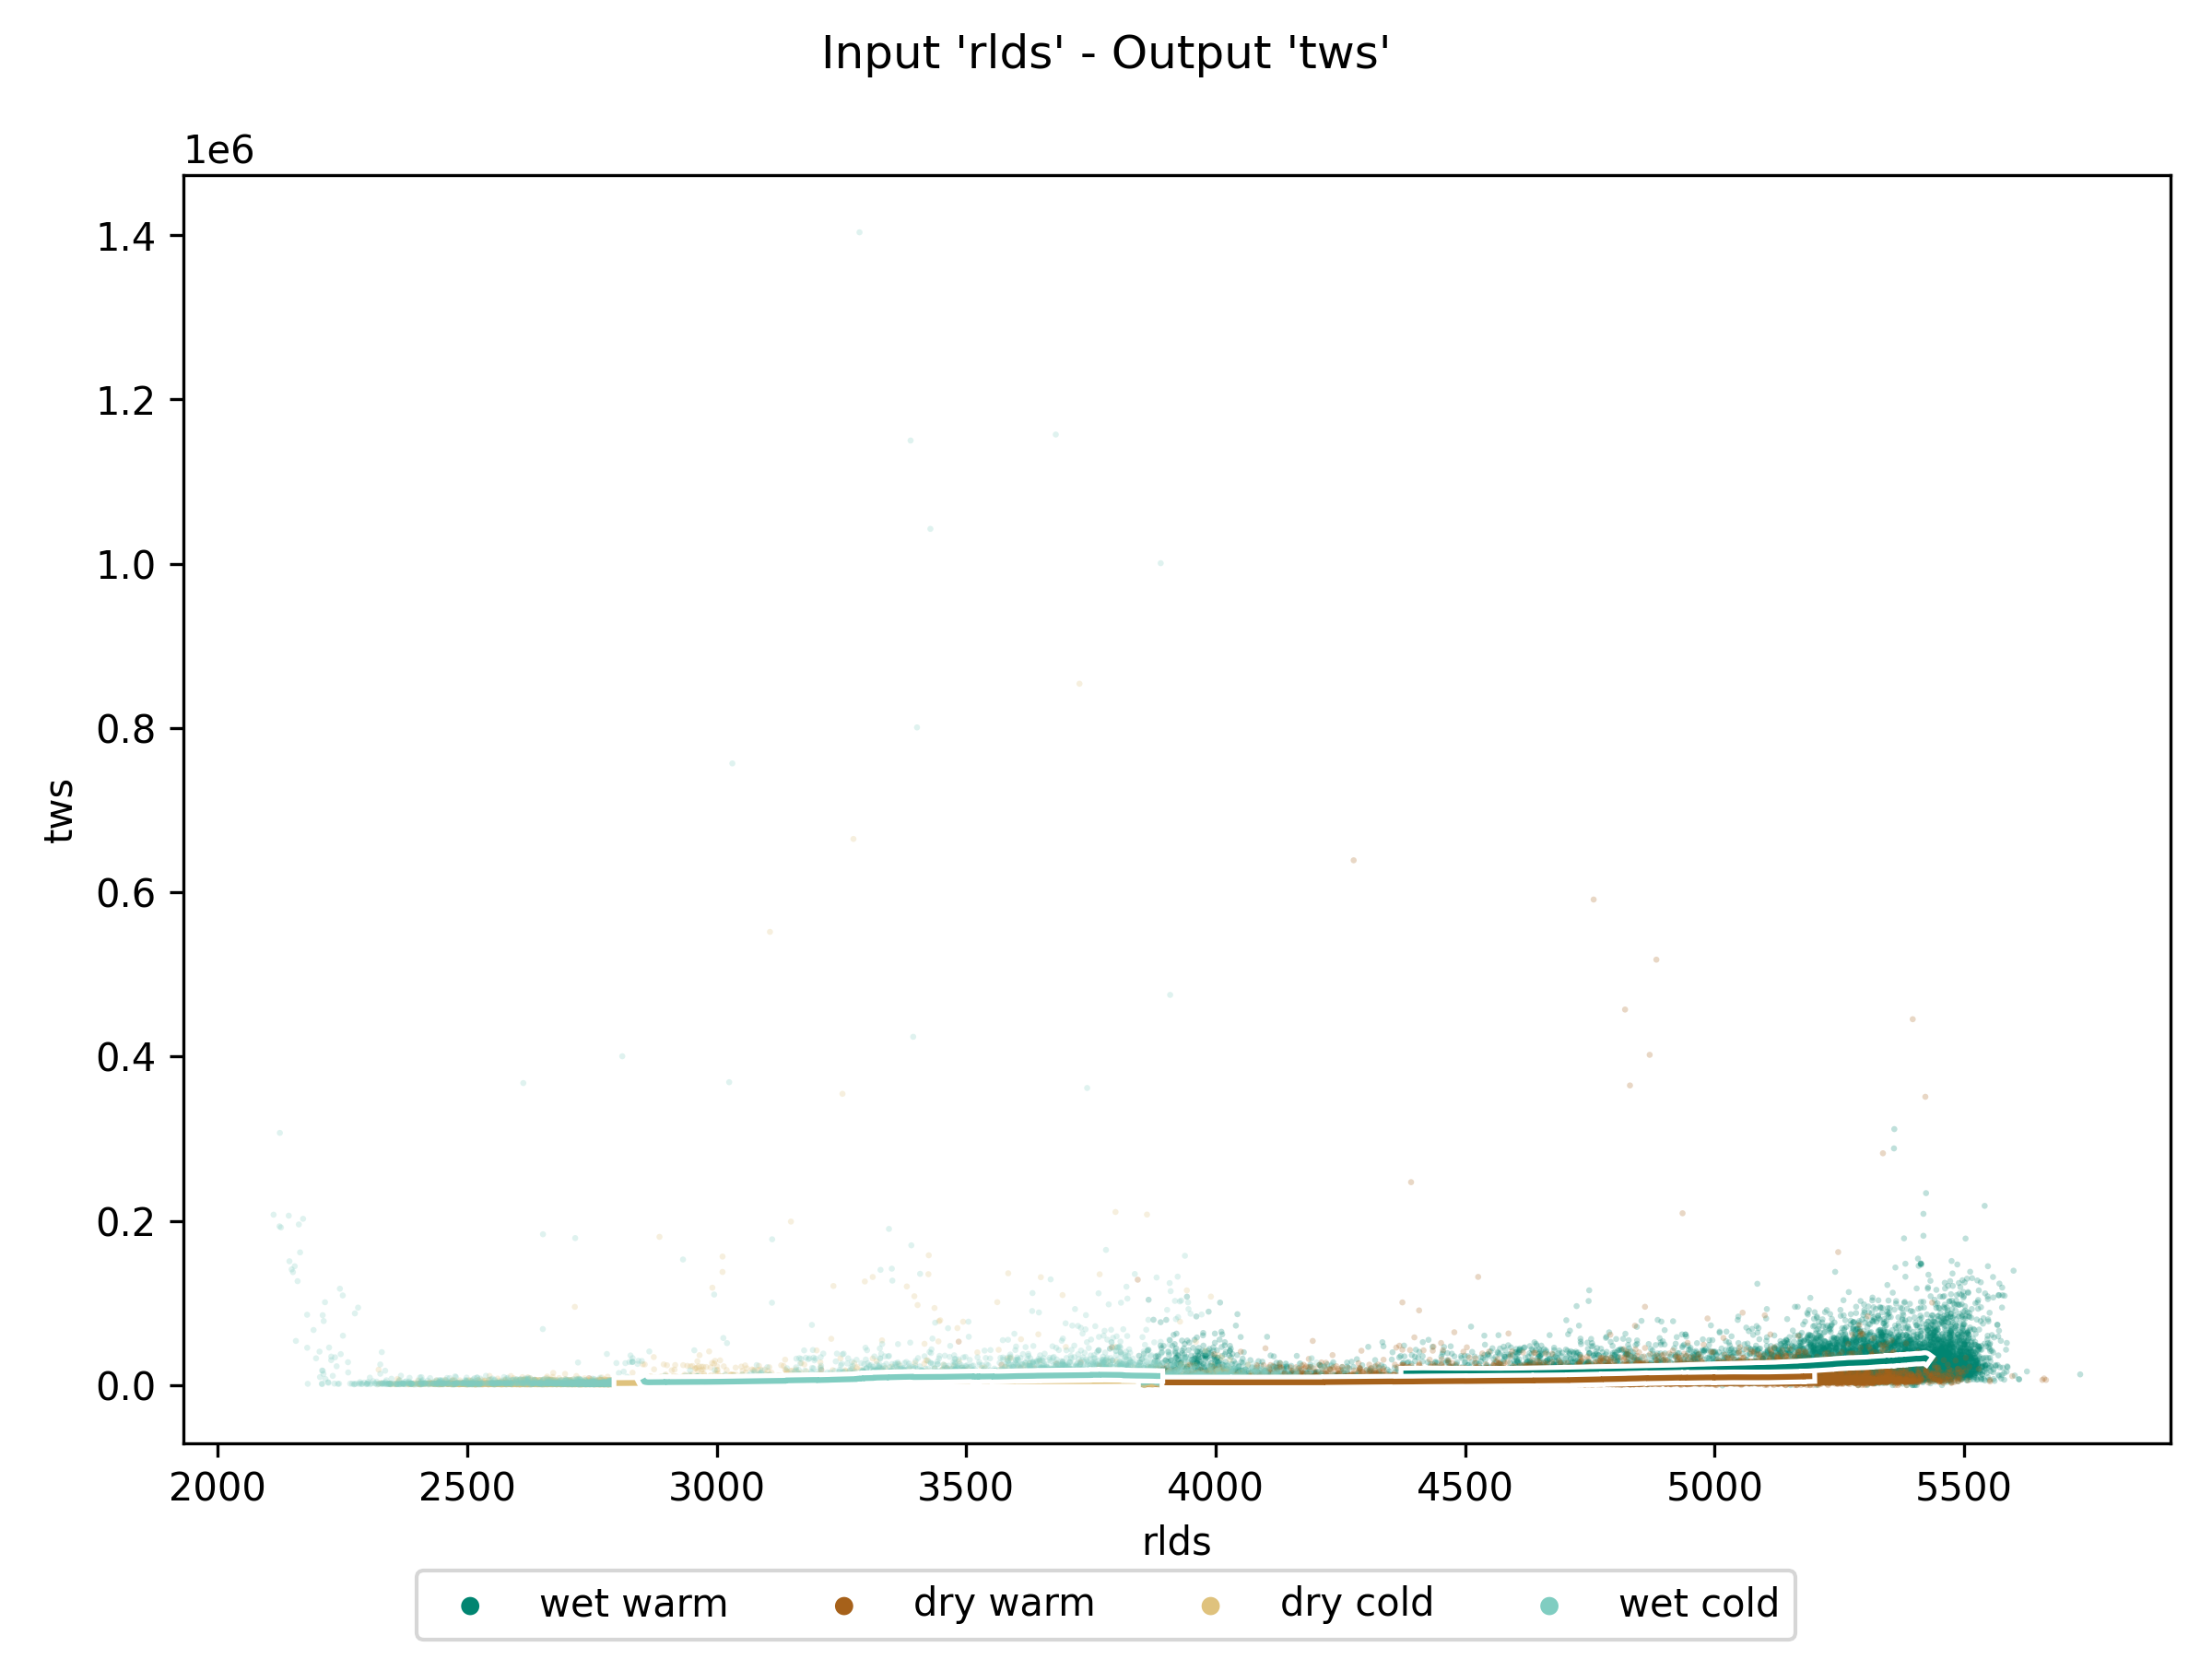 Input 'rlds' - Output 'tws'
1e6
1.4
1.2
1.0
0.8
0.6
0.4
0.2
0.0
tws
2000 2500 3000 3500 4000 4500 5000 5500
rlds
wet warm dry warm dry cold wet cold